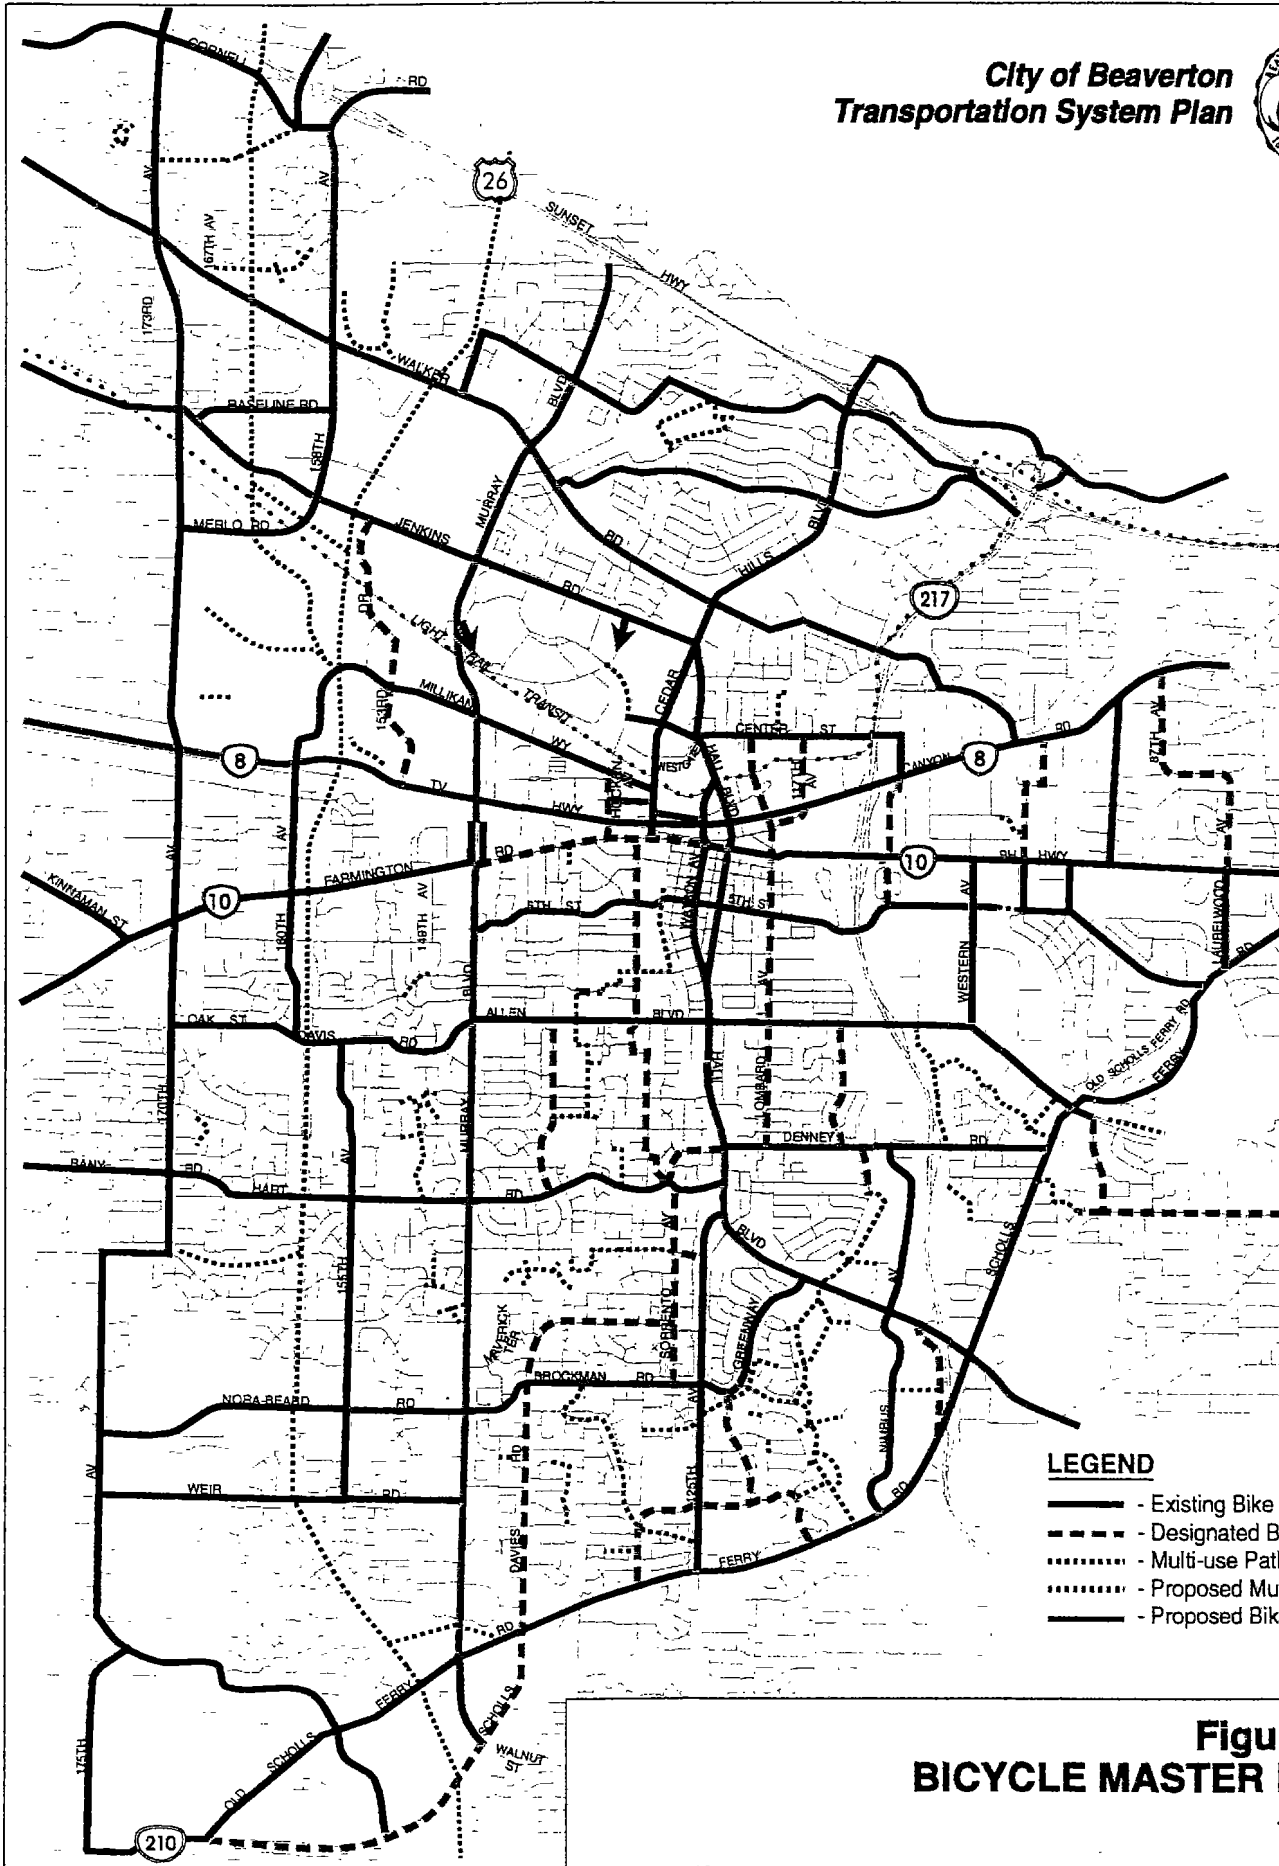 City of Beaverton
Transportation System Plan
CORNELL
RD
AV
AV
26
167TH AV
SUNSET
HWY
173RD
WALKER
BLVD
BASELINE RD
158TH
MURRAY
BLVD
MERLO RD
JENKINS
RD
HILLS
RD
217
DR
LIGHT
RAIL
TRANSIT
CEDAR
MILLIKAN
WY
153RD
CENTER ST
HALL
BLVD
RD
87TH AV
8
8
CANYON
117TH
AV
TV
HWY
HOCKEN
RD
10
BH HWY
FARMINGTON
KINNAMAN ST
10
AV
AV
160TH
149TH AV
5TH ST
WATSON AV
AV
LAURELWOOD
AV
RD
WESTERN
BLVD
AV
OAK ST
DAVIS
RD
ALLEN
BLVD
HALL
LOMBARD
OLD SCHOLLS FERRY RD
FERRY
170TH
MURRAY
DENNEY
RD
BANY
RD
HART
RD
AV
155TH
AV
BLVD
SCHOLLS
AV
SORRENTO
GREENWAY
MAVERICK
TER
BROCKMAN RD
NORA-BEARD
RD
AV
NIMBUS
AV
WEIR
RD
RD
125TH
RD
DAVIES
FERRY
RD
LEGEND
- Existing Bike
- Designated B
- Multi-use Pat
- Proposed Mu
- Proposed Bik
FERRY
SCHOLLS
175TH
OLD
SCHOLLS
WALNUT
ST
210
Figu
BICYCLE MASTER